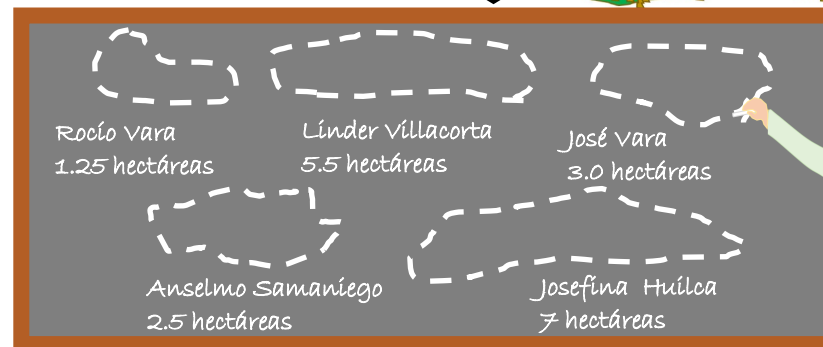 Rocío Vara
1.25 hectáreas
Linder Villacorta
5.5 hectáreas
José Vara
3.0 hectáreas
Anselmo Samaniego
2.5 hectáreas
Josefina Huilca
7 hectáreas